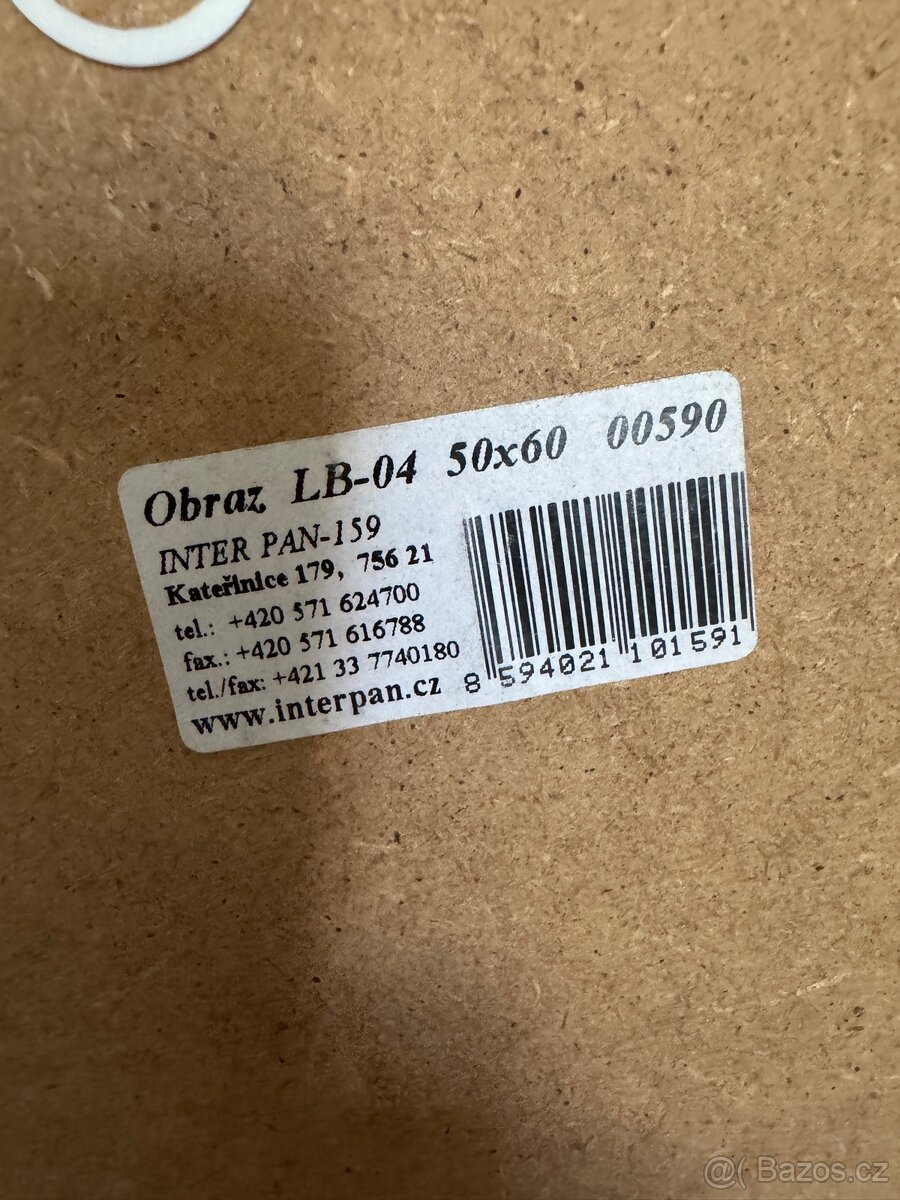 Obraz LB-04 50x60 00590
INTER PAN-159
Kateřinice 179, 756 21
tel.: +420 571 624700
fax.: +420 571 616788
tel./fax: +421 33 7740180
www.interpan.cz
8 594021 101591
@( Bazos.cz